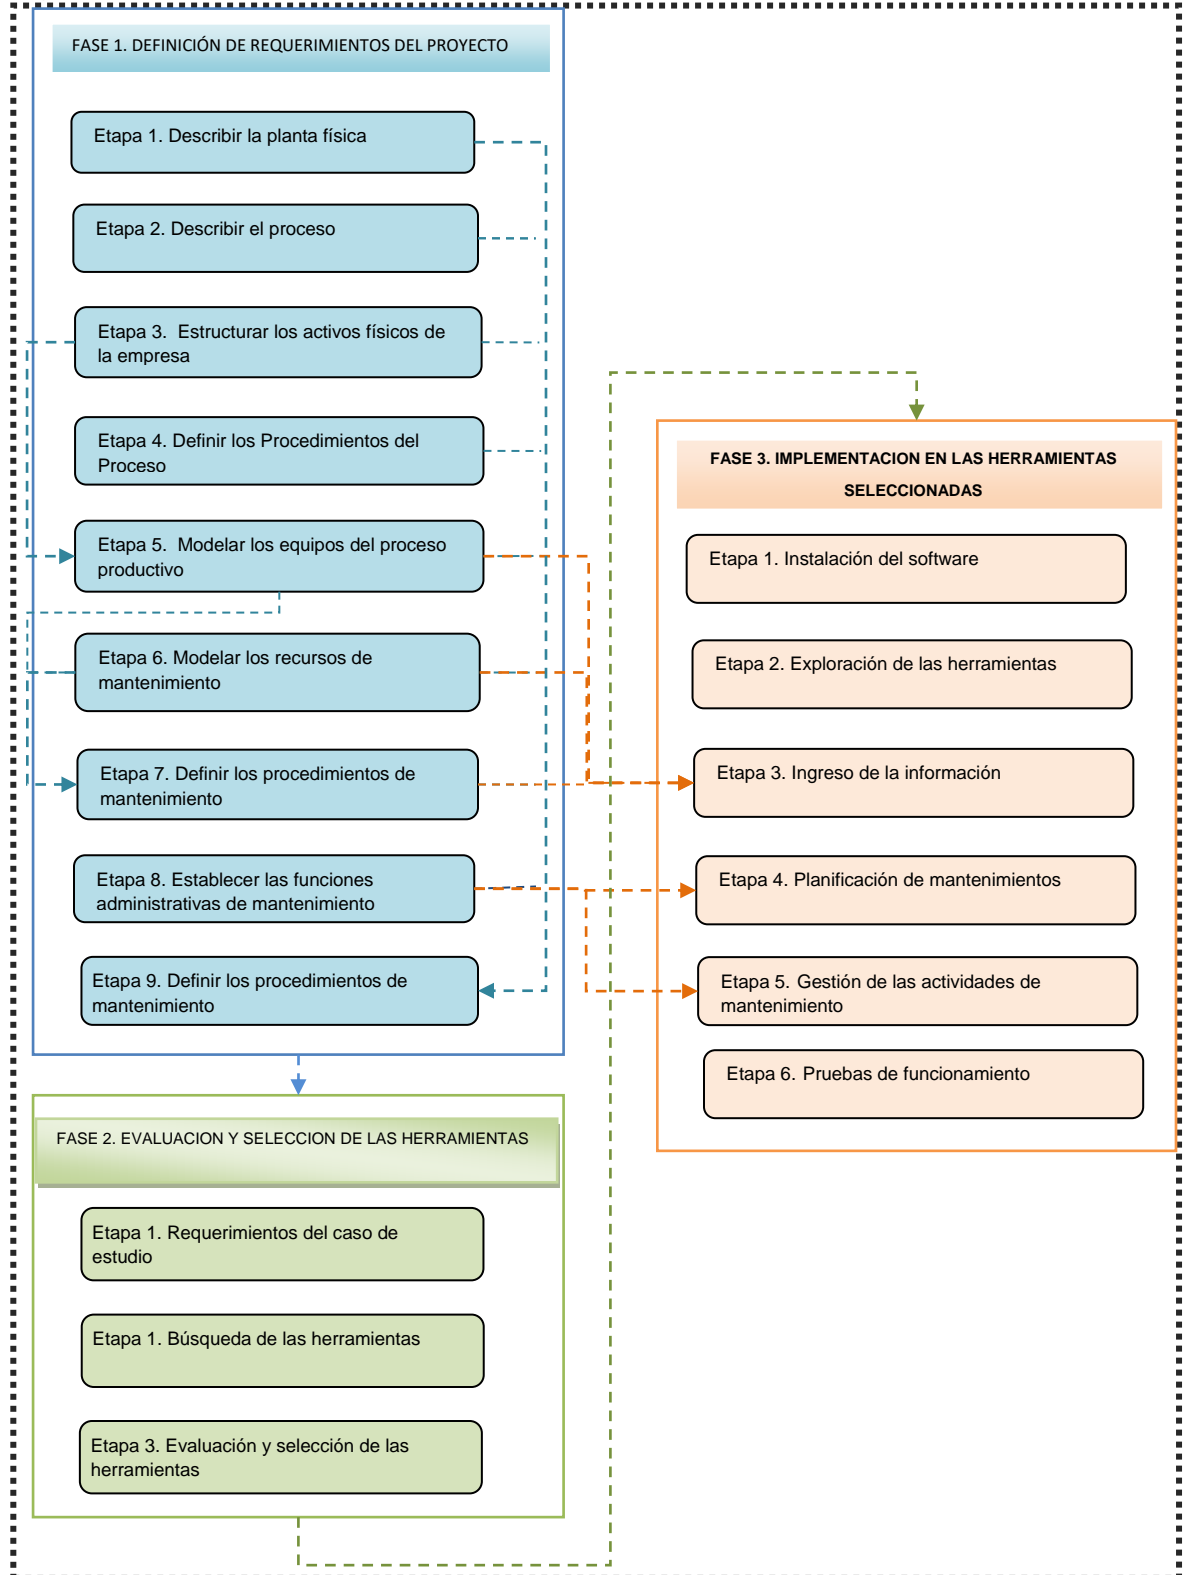 FASE 1. DEFINICIÓN DE REQUERIMIENTOS DEL PROYECTO
Etapa 1. Describir la planta física
Etapa 2. Describir el proceso
Etapa 3. Estructurar los activos físicos de
la empresa
Etapa 4. Definir los Procedimientos del
Proceso
Etapa 5. Modelar los equipos del proceso
productivo
Etapa 6. Modelar los recursos de
mantenimiento
Etapa 7. Definir los procedimientos de
mantenimiento
Etapa 8. Establecer las funciones
administrativas de mantenimiento
Etapa 9. Definir los procedimientos de
mantenimiento
FASE 2. EVALUACION Y SELECCION DE LAS HERRAMIENTAS
Etapa 1. Requerimientos del caso de
estudio
Etapa 1. Búsqueda de las herramientas
Etapa 3. Evaluación y selección de las
herramientas
FASE 3. IMPLEMENTACION EN LAS HERRAMIENTAS
SELECCIONADAS
Etapa 1. Instalación del software
Etapa 2. Exploración de las herramientas
Etapa 3. Ingreso de la información
Etapa 4. Planificación de mantenimientos
Etapa 5. Gestión de las actividades de
mantenimiento
Etapa 6. Pruebas de funcionamiento